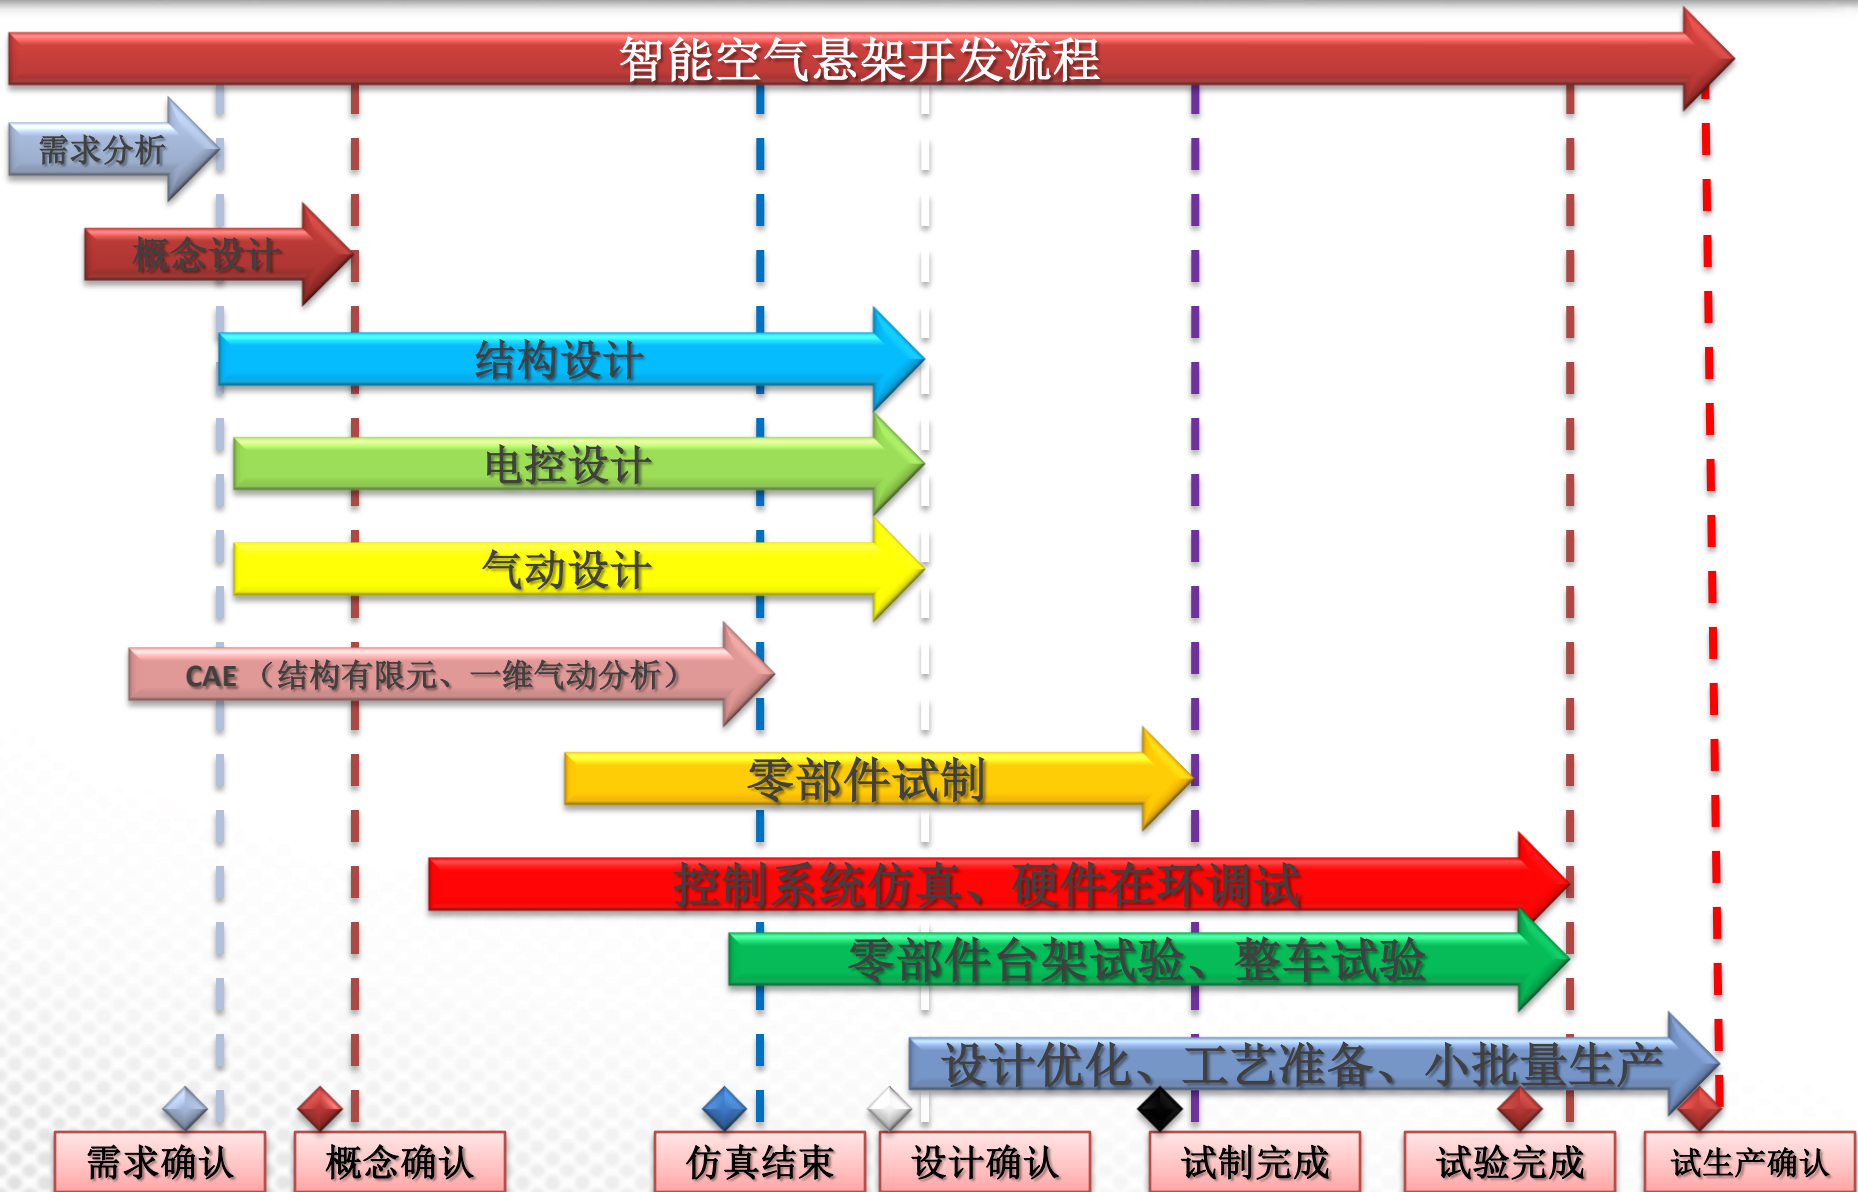 智能空气悬架开发流程
需求分析
概念设计
结构设计
电控设计
气动设计
CAE（结构有限元、一维气动分析）
零部件试制
控制系统仿真、硬件在环调试
零部件台架试验、整车试验
设计优化、工艺准备、小批量生产
需求确认
概念确认
仿真结束
设计确认
试制完成
试验完成
试生产确认